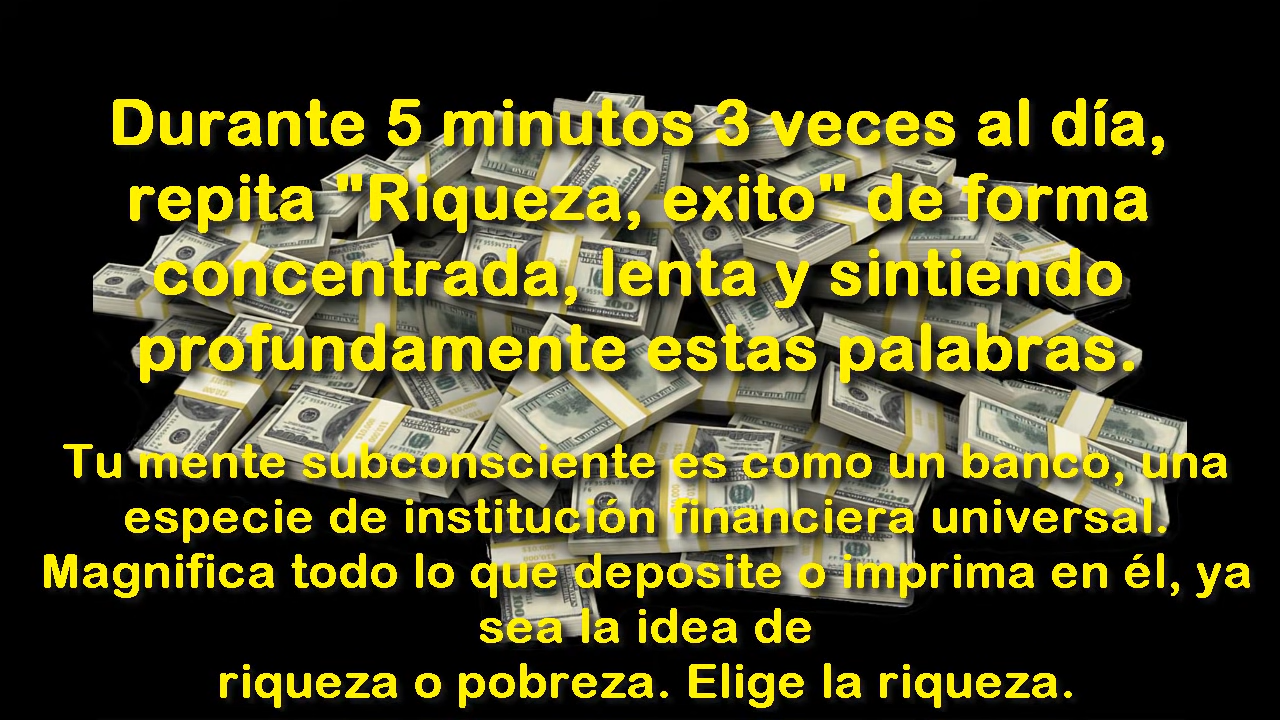 Durante 5 minutos 3 veces al día,
repita "Riqueza, exito" de forma
concentrada, lenta y sintiendo
profundamente estas palabras.
Tu mente subconsciente es como un banco, una
especie de institución financiera universal.
Magnifica todo lo que deposite o imprima en él, ya
sea la idea de
riqueza o pobreza. Elige la riqueza.